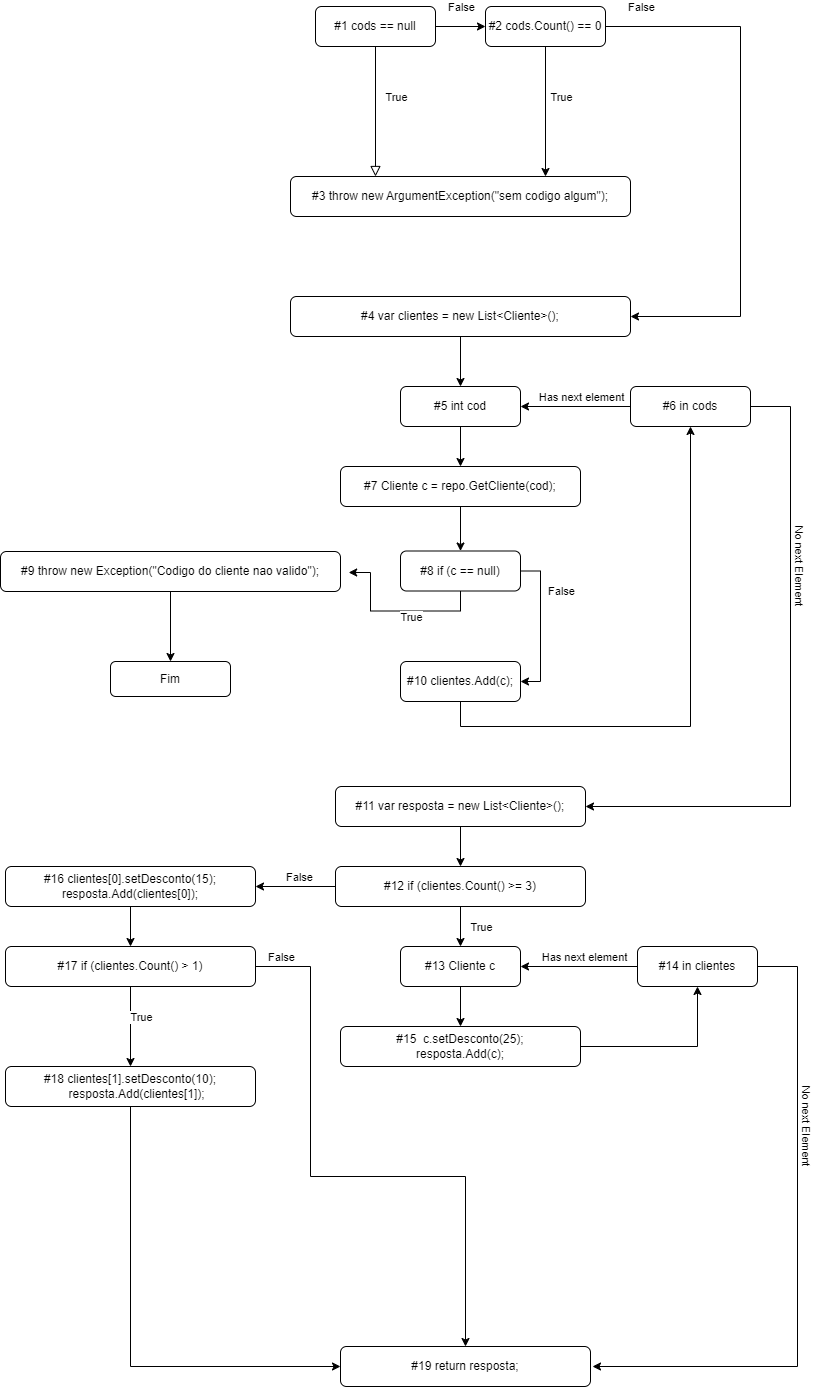 False
False
#1 cods == null
#2 cods.Count() == 0
True
True
#3 throw new ArgumentException("sem codigo algum");
#4 var clientes = new List<Cliente>();
#5 int cod
Has next element
#6 in cods
#7 Cliente c = repo.GetCliente(cod);
No next Element
#9 throw new Exception("Codigo do cliente nao valido");
#8 if (c == null)
False
True
Fim
#10 clientes.Add(c);
#11 var resposta = new List<Cliente>();
#16 clientes[0].setDesconto(15);
resposta.Add(clientes[0]);
False
#12 if (clientes.Count() >= 3)
True
#17 if (clientes.Count() > 1)
False
#13 Cliente c
Has next element
#14 in clientes
True
#15 c.setDesconto(25);
resposta.Add(c);
#18 clientes[1].setDesconto(10);
resposta.Add(clientes[1]);
No next Element
#19 return resposta;